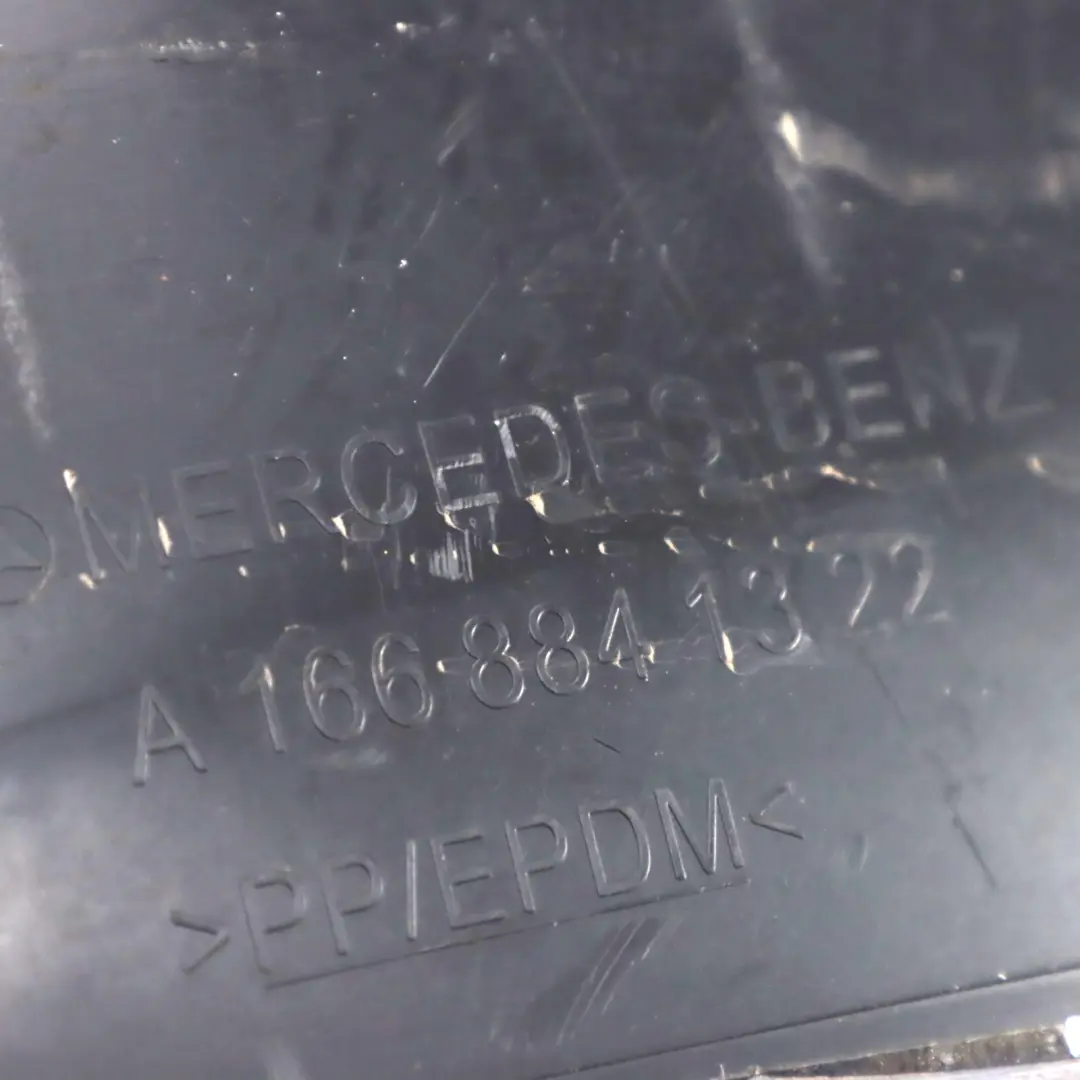 MERCEDES-BENZ
A 166 884 13 22
>PP/EPDM<